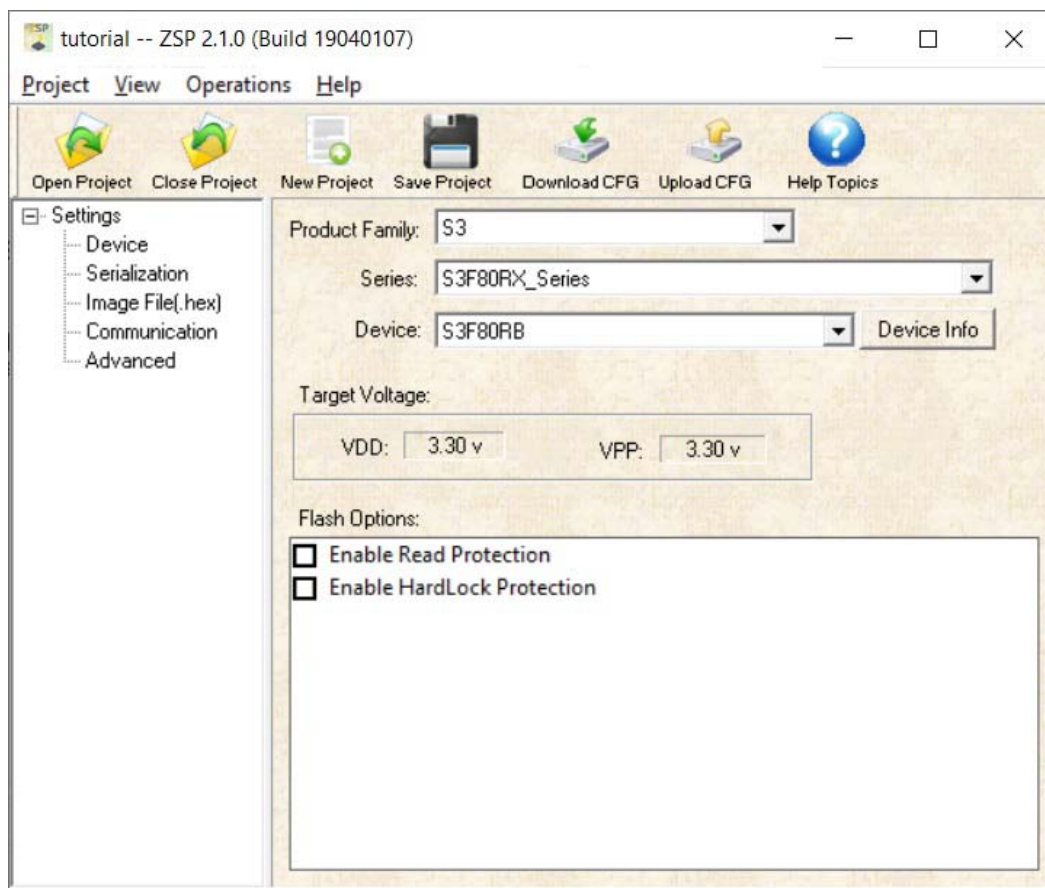 tutorial -- ZSP 2.1.0 (Build 19040107)
Project View Operations Help
Open Project Close Project New Project Save Project Download CFG Upload CFG Help Topics
Settings
Device
Serialization
Image File(.hex)
Communication
Advanced
Product Family: S3
Series: S3F80RX_Series
Device: S3F80RB Device Info
Target Voltage:
VDD: 3.30 v VPP: 3.30 v
Flash Options:
Enable Read Protection
Enable HardLock Protection